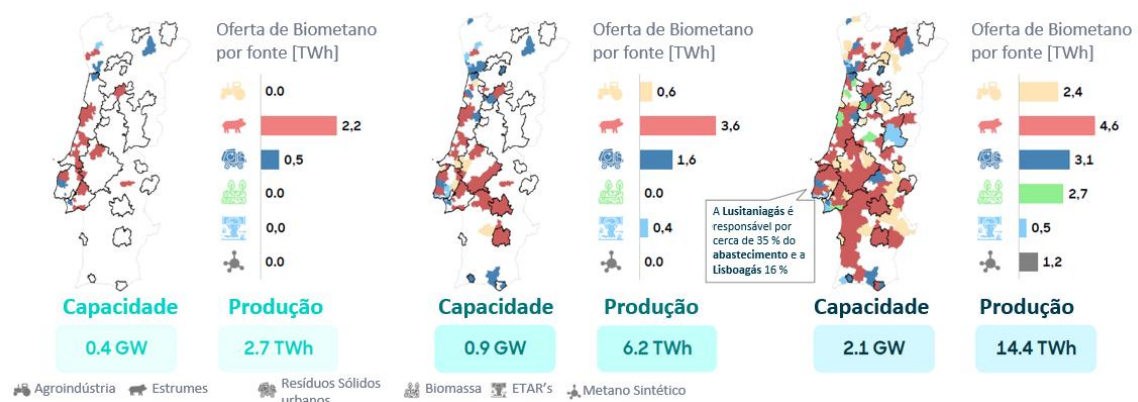 Oferta de Biometano
por fonte [TWh]
0.0
2,2
0,5
0.0
0,0
0.0
Capacidade
Produção
0.4 GW
2.7 TWh
Oferta de Biometano
por fonte [TWh]
0,6
3,6
1,6
0.0
0,4
0.0
Capacidade
Produção
0.9 GW
6.2 TWh
Oferta de Biometano
por fonte [TWh]
2,4
4,6
3,1
2,7
0,5
1,2
A Lusitaniagás é
responsável por
cerca de 35 % do
abastecimento e a
Lisboagás 16 %
Capacidade
Produção
2.1 GW
14.4 TWh
Agroindústria
Estrumes
Resíduos Sólidos
urbanos
Biomassa
ETAR's
Metano Sintético